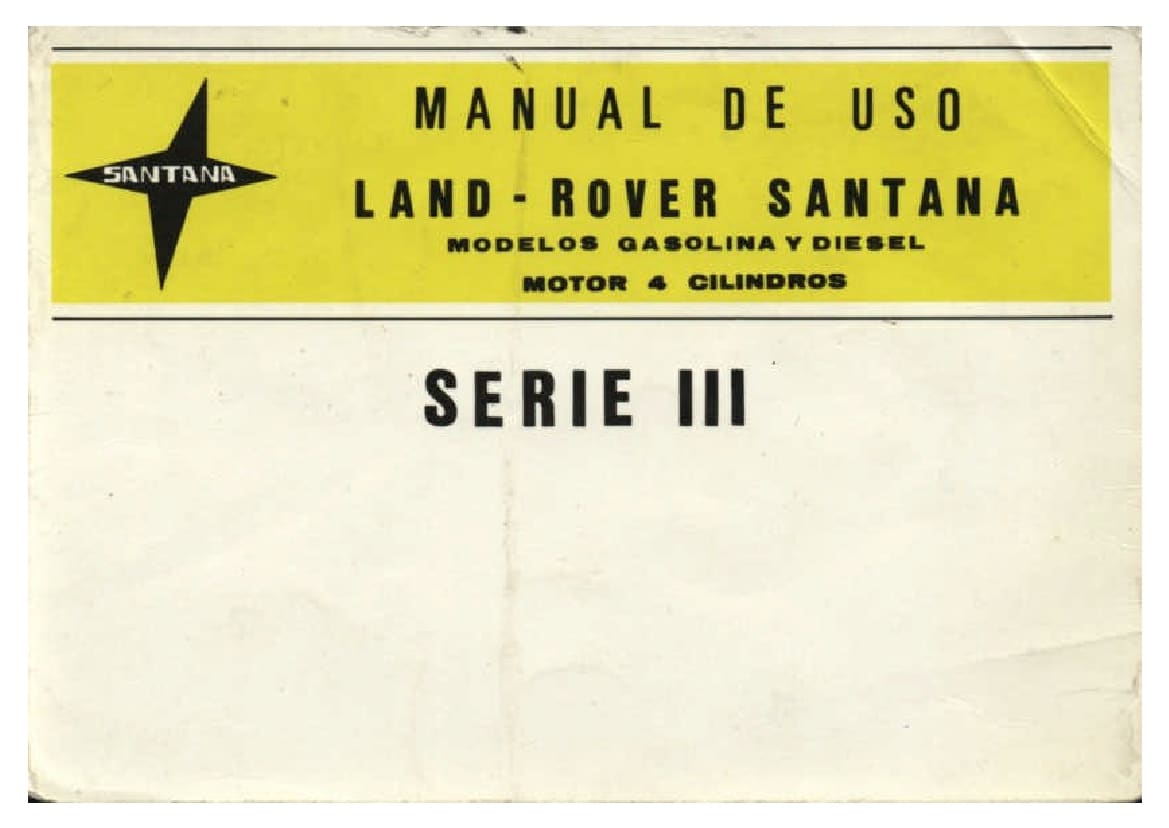 SANTANA
MANUAL DE USO
LAND-ROVER SANTANA
MODELOS GASOLINA Y DIESEL
MOTOR 4 CILINDROS
SERIE III